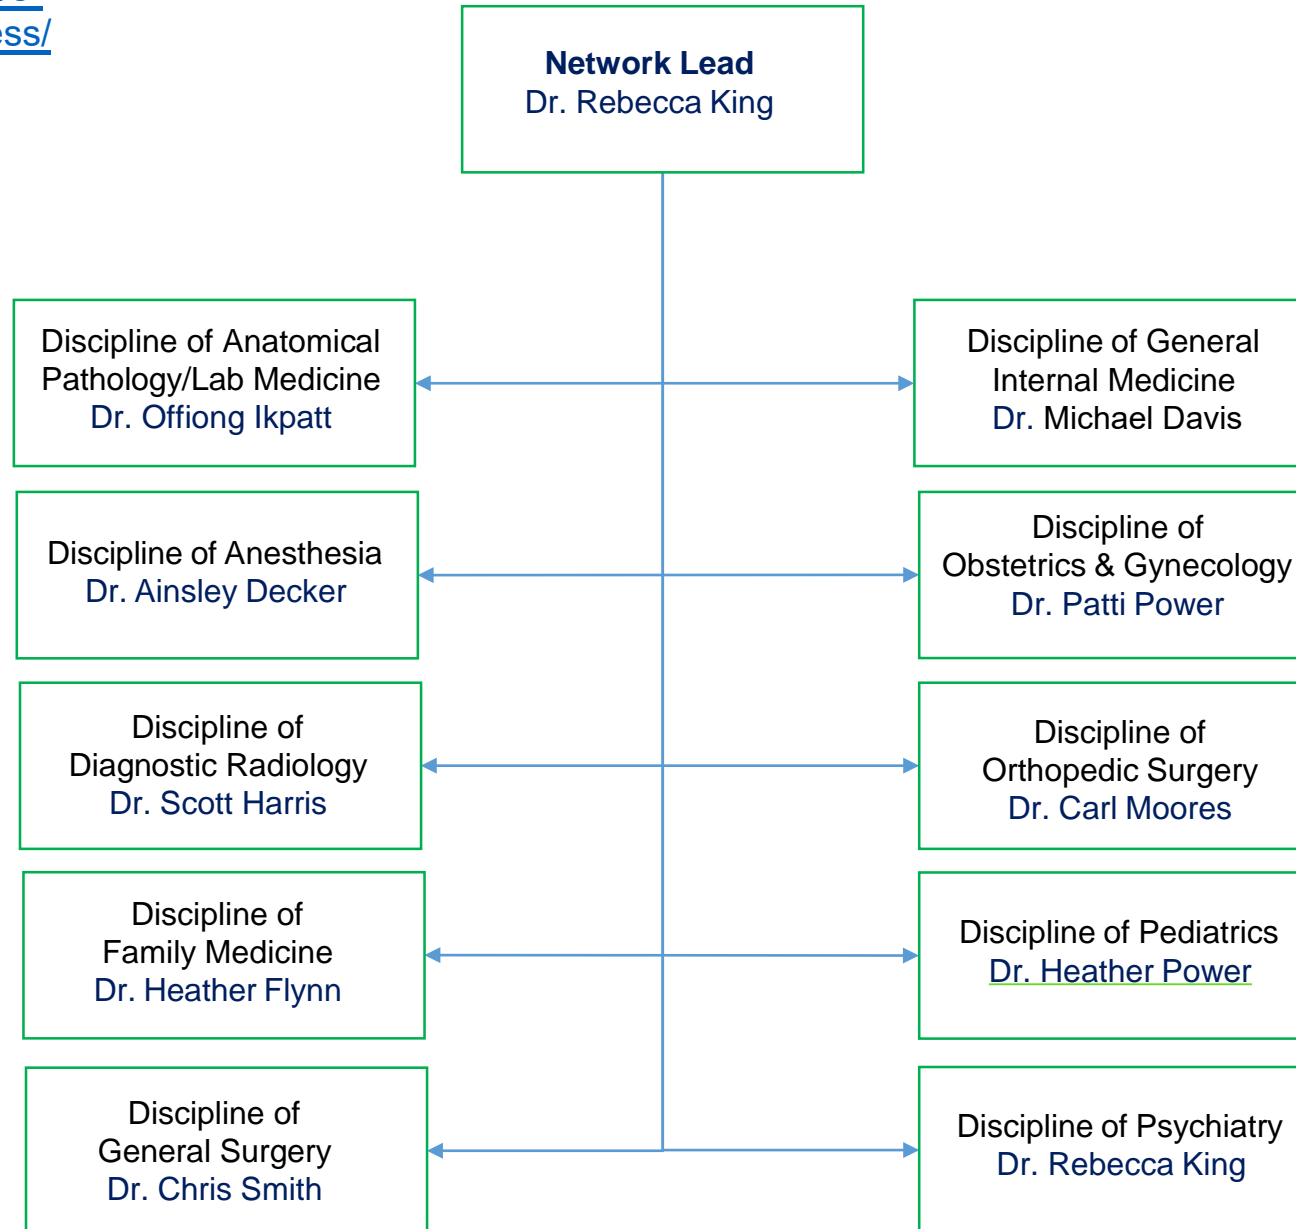 ess/
Network Lead
Dr. Rebecca King
Discipline of Anatomical
Pathology/Lab Medicine
Dr. Offiong Ikpatt
Discipline of General
Internal Medicine
Dr. Michael Davis
Discipline of Anesthesia
Dr. Ainsley Decker
Discipline of
Obstetrics & Gynecology
Dr. Patti Power
Discipline of
Diagnostic Radiology
Dr. Scott Harris
Discipline of
Orthopedic Surgery
Dr. Carl Moores
Discipline of
Family Medicine
Dr. Heather Flynn
Discipline of Pediatrics
Dr. Heather Power
Discipline of
General Surgery
Dr. Chris Smith
Discipline of Psychiatry
Dr. Rebecca King